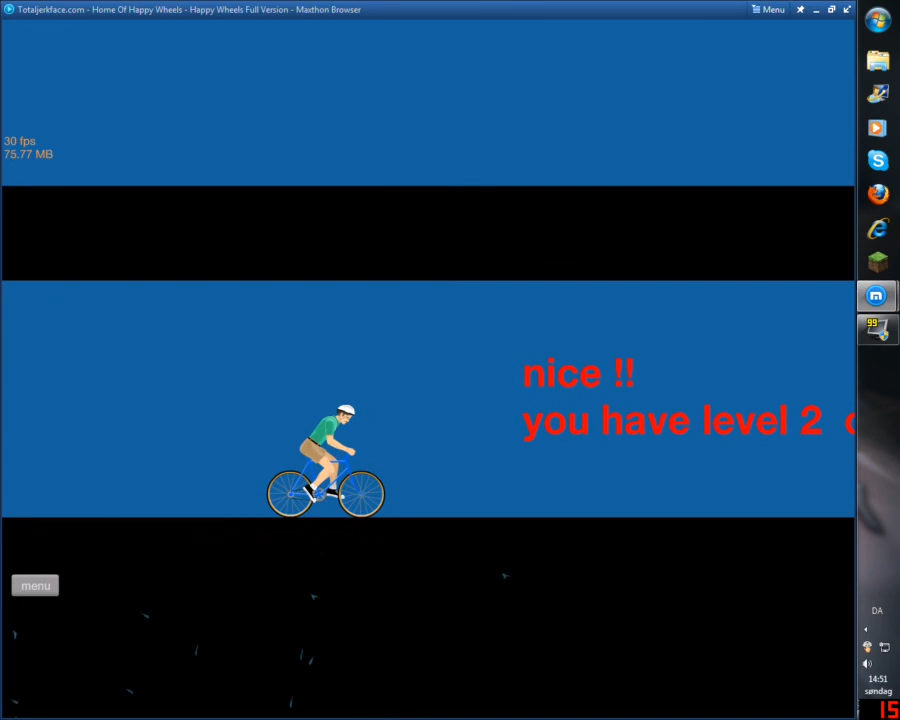 Totaljerkface.com - Home Of Happy Wheels - Happy Wheels Full Version - Maxthon Browser
Menu
30 fps
75.77 MB
99
nice !!
you have level 2
menu
DA
14:51
søndag
15